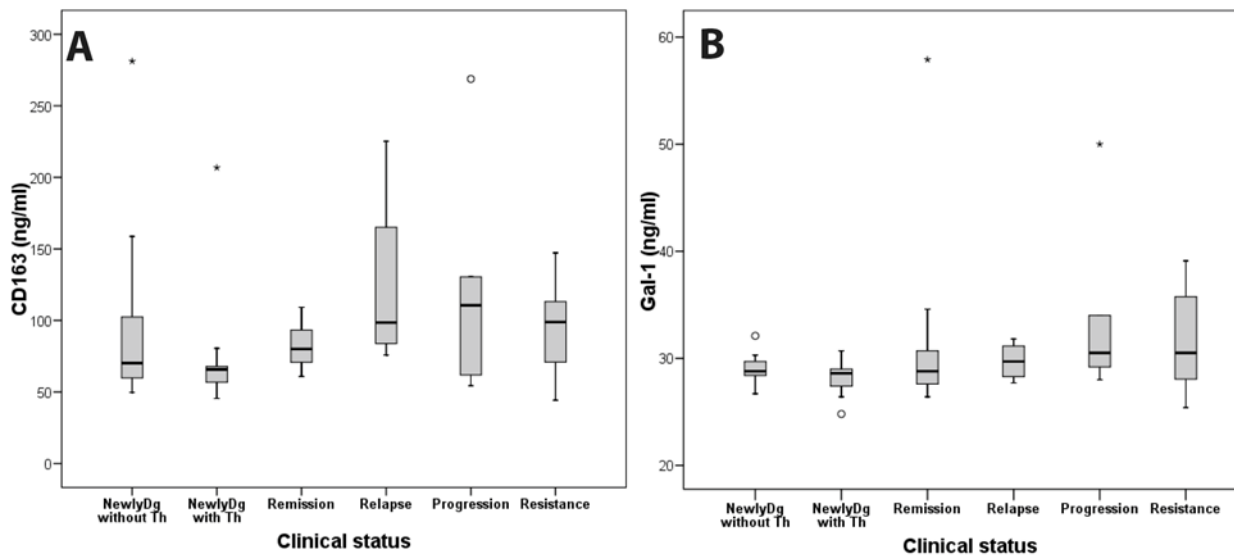 A
300
250
200
150
100
50
0
CD163 (ng/ml)
NewlyDg without Th
NewlyDg with Th
Remission
Relapse
Progression
Resistance
Clinical status
B
60
50
40
30
20
Gal-1 (ng/ml)
NewlyDg without Th
NewlyDg with Th
Remission
Relapse
Progression
Resistance
Clinical status